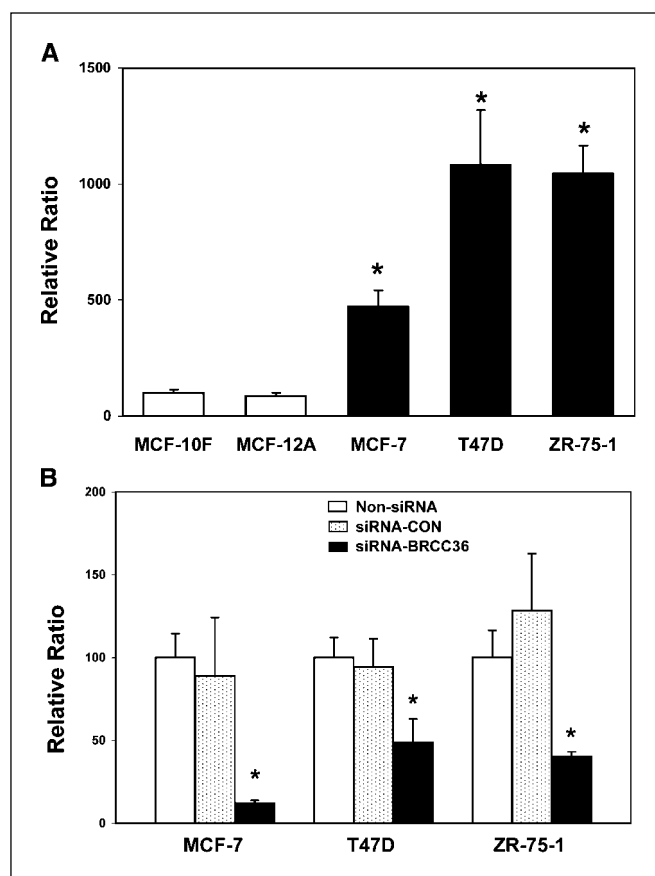 A
1500
1000
500
0
Relative Ratio
*
*
*
MCF-10F MCF-12A MCF-7 T47D ZR-75-1
B
200
150
100
50
0
Relative Ratio
Non-siRNA
siRNA-CON
siRNA-BRCC36
*
*
*
MCF-7 T47D ZR-75-1